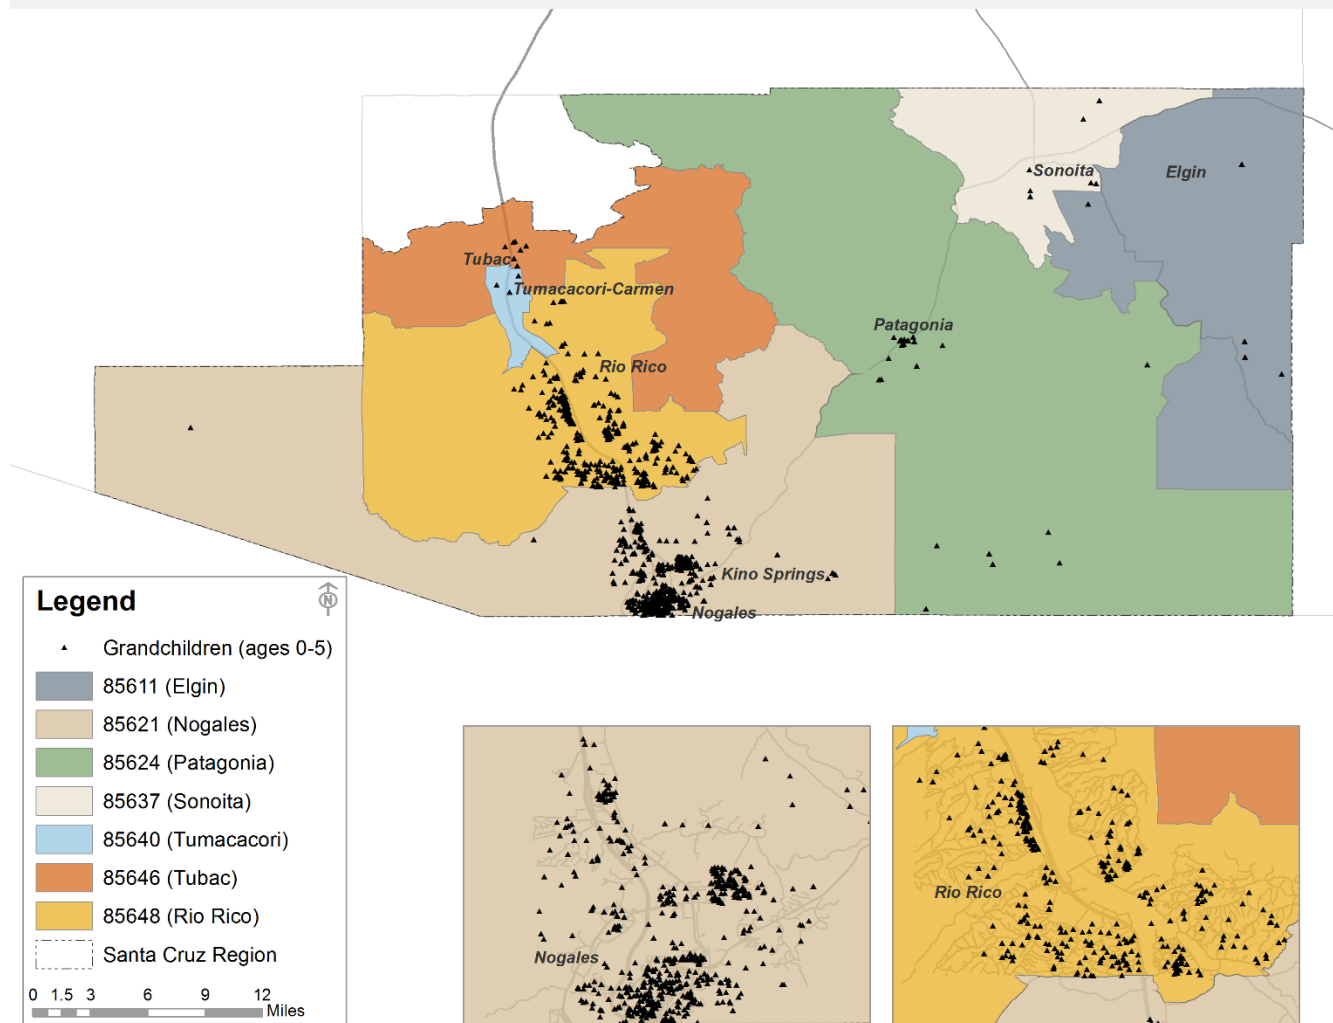 Sonoita
Elgin
Tubac
Tumacacori-Carmen
Patagonia
Rio Rico
Kino Springs
Nogales
Legend
N
Grandchildren (ages 0-5)
85611 (Elgin)
85621 (Nogales)
85624 (Patagonia)
85637 (Sonoita)
85640 (Tumacacori)
85646 (Tubac)
85648 (Rio Rico)
Santa Cruz Region
0 1.5 3 6 9 12
Miles
Nogales
Rio Rico